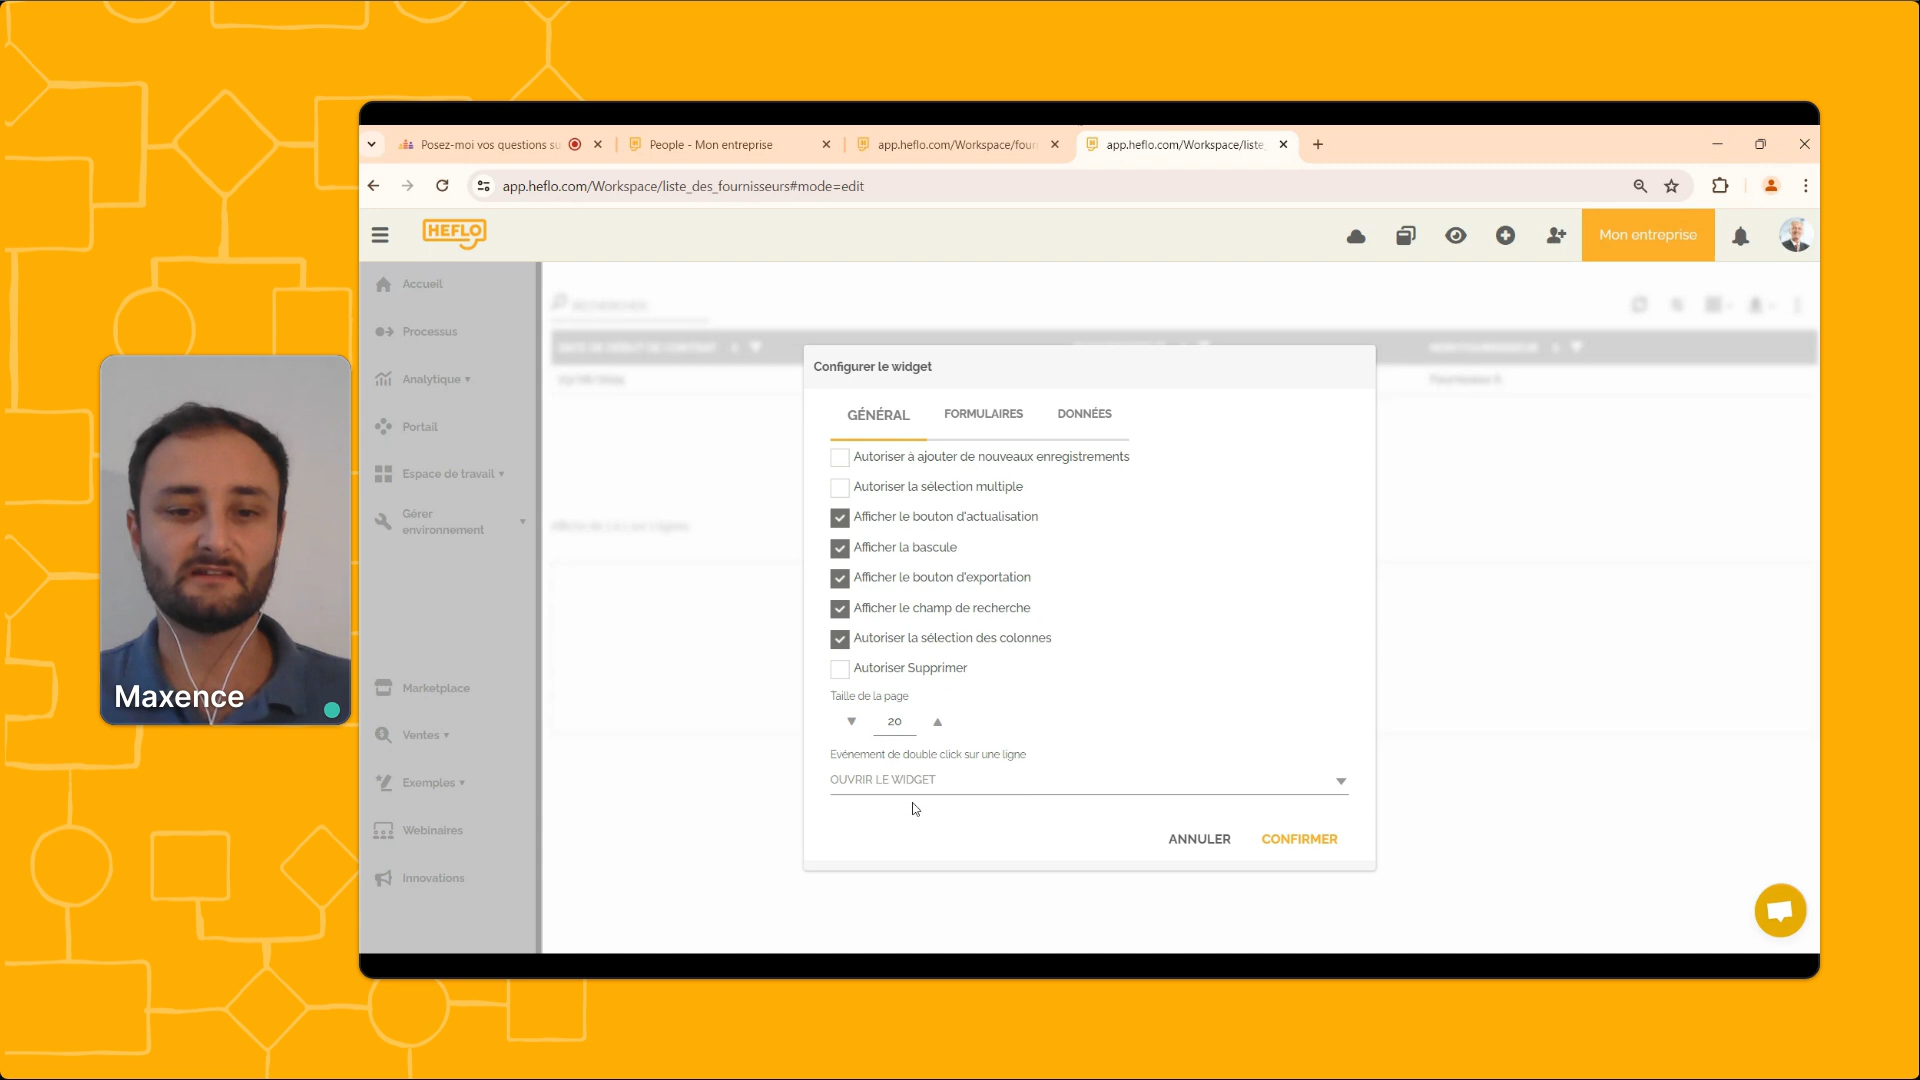 Posez-moi vos questions su
People - Mon entreprise
app.heflo.com/Workspace/four
app.heflo.com/Workspace/liste_
app.heflo.com/Workspace/liste_des_fournisseurs#mode=edit
HEFLO
Mon entreprise
Accueil
Processus
Analytique
Portail
Espace de travail
Gérer
environnement
Marketplace
Ventes
Exemples
Webinaires
Innovations
Configurer le widget
GÉNÉRAL
FORMULAIRES
DONNÉES
Autoriser à ajouter de nouveaux enregistrements
Autoriser la sélection multiple
Afficher le bouton d'actualisation
Afficher la bascule
Afficher le bouton d'exportation
Afficher le champ de recherche
Autoriser la sélection des colonnes
Autoriser Supprimer
Taille de la page
20
Evénement de double click sur une ligne
OUVRIR LE WIDGET
ANNULER
CONFIRMER
Maxence